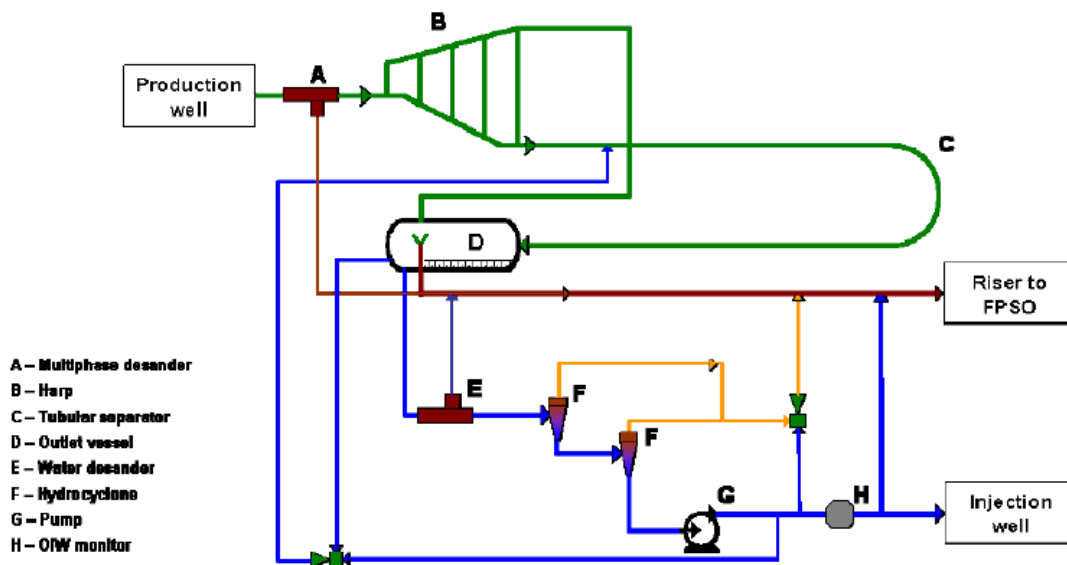 B
A
Production
well
C
D
Riser to
FPSO
A – Multiphase desander
B – Harp
C – Tubular separator
D – Outlet vessel
E – Water desander
F – Hydrocyclone
G – Pump
H – OIW monitor
E
F
F
G
H
Injection
well